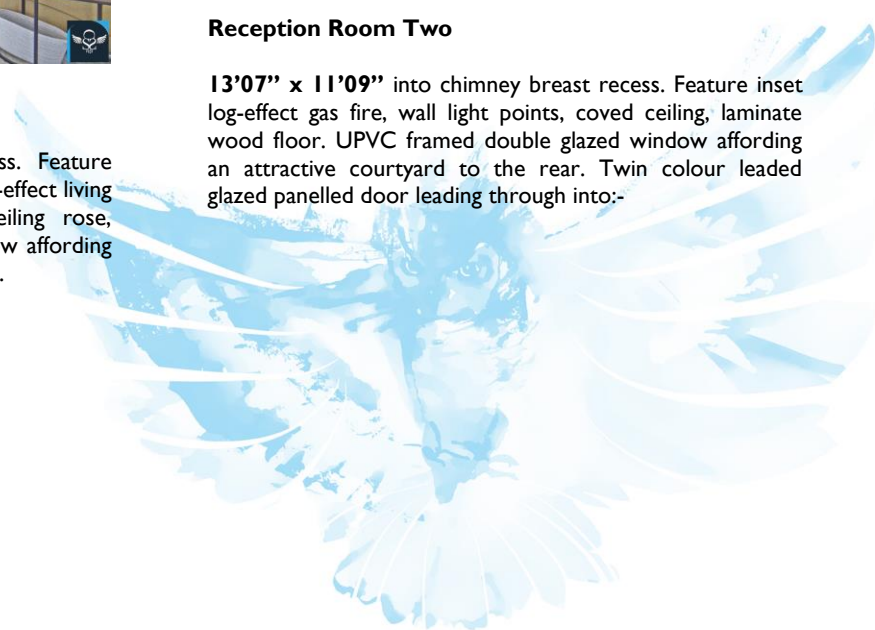 Reception Room Two
13’07” x 11’09” into chimney breast recess. Feature inset
log-effect gas fire, wall light points, coved ceiling, laminate
wood floor. UPVC framed double glazed window affording
an attractive courtyard to the rear. Twin colour leaded
glazed panelled door leading through into:-
ss. Feature
-effect living
eiling rose,
w affording
.